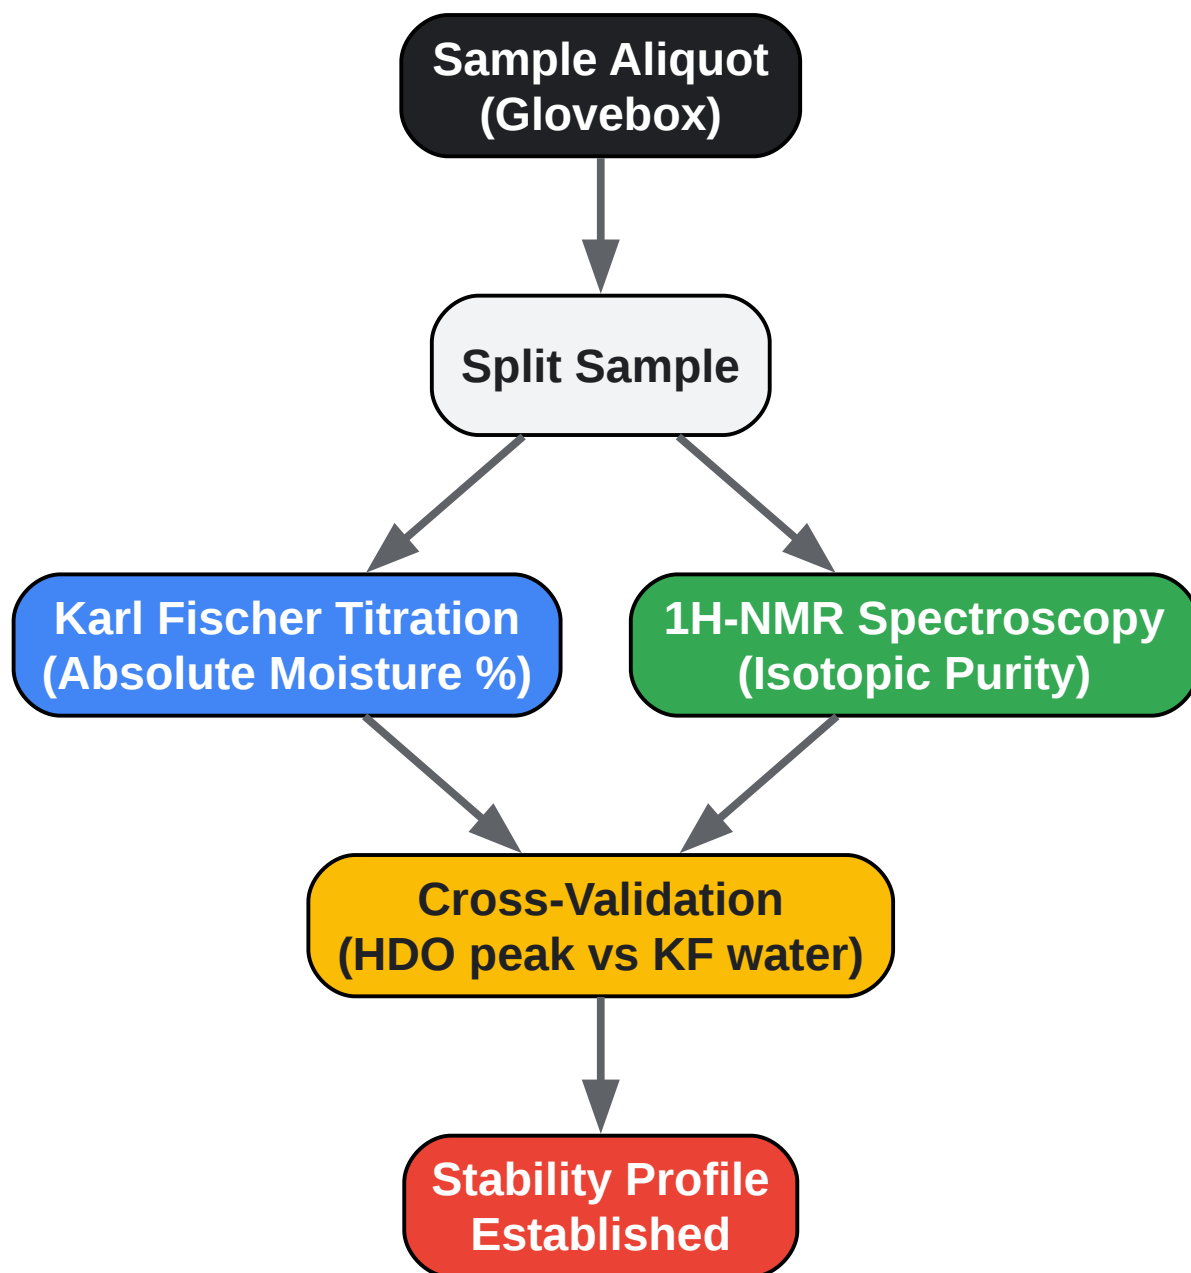 Sample Aliquot
(Glovebox)
Split Sample
Karl Fischer Titration
(Absolute Moisture %)
1H-NMR Spectroscopy
(Isotopic Purity)
Cross-Validation
(HDO peak vs KF water)
Stability Profile
Established